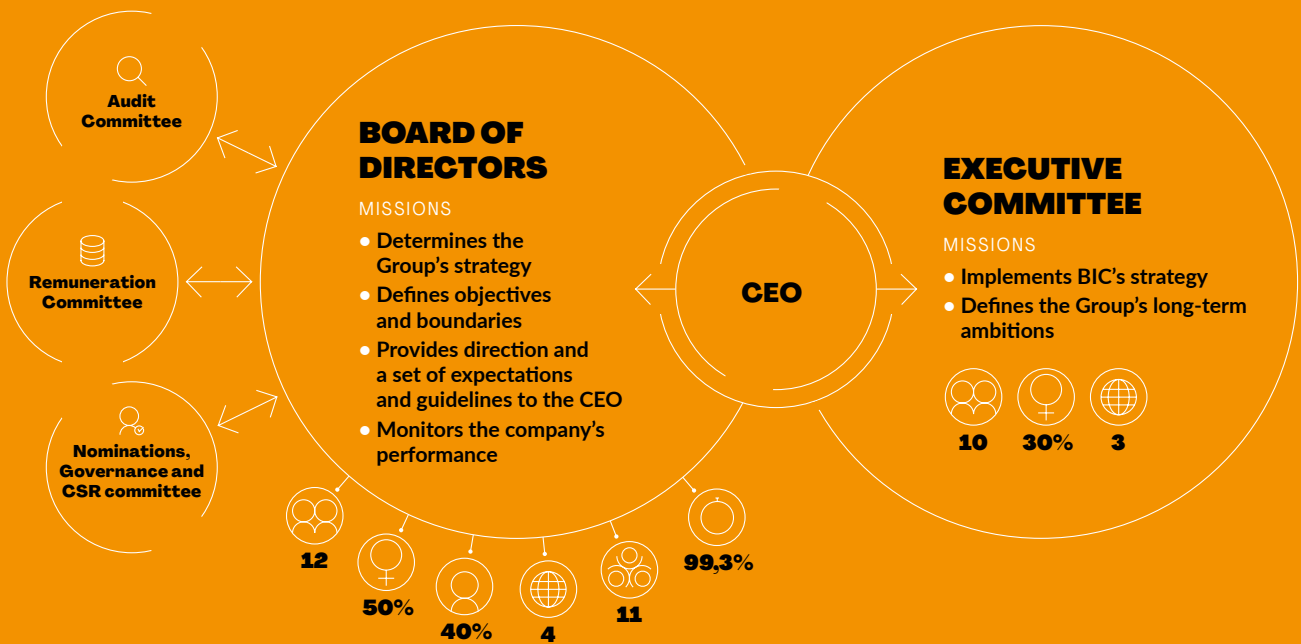 Audit
Committee
Remuneration
Committee
Nominations,
Governance and
CSR committee
BOARD OF
DIRECTORS
MISSIONS
• Determines the
Group's strategy
• Defines objectives
and boundaries
• Provides direction and
a set of expectations
and guidelines to the CEO
• Monitors the company's
performance
12
50%
40%
4
11
99,3%
CEO
EXECUTIVE
COMMITTEE
MISSIONS
• Implements BIC's strategy
• Defines the Group's long-term
ambitions
10
30%
3